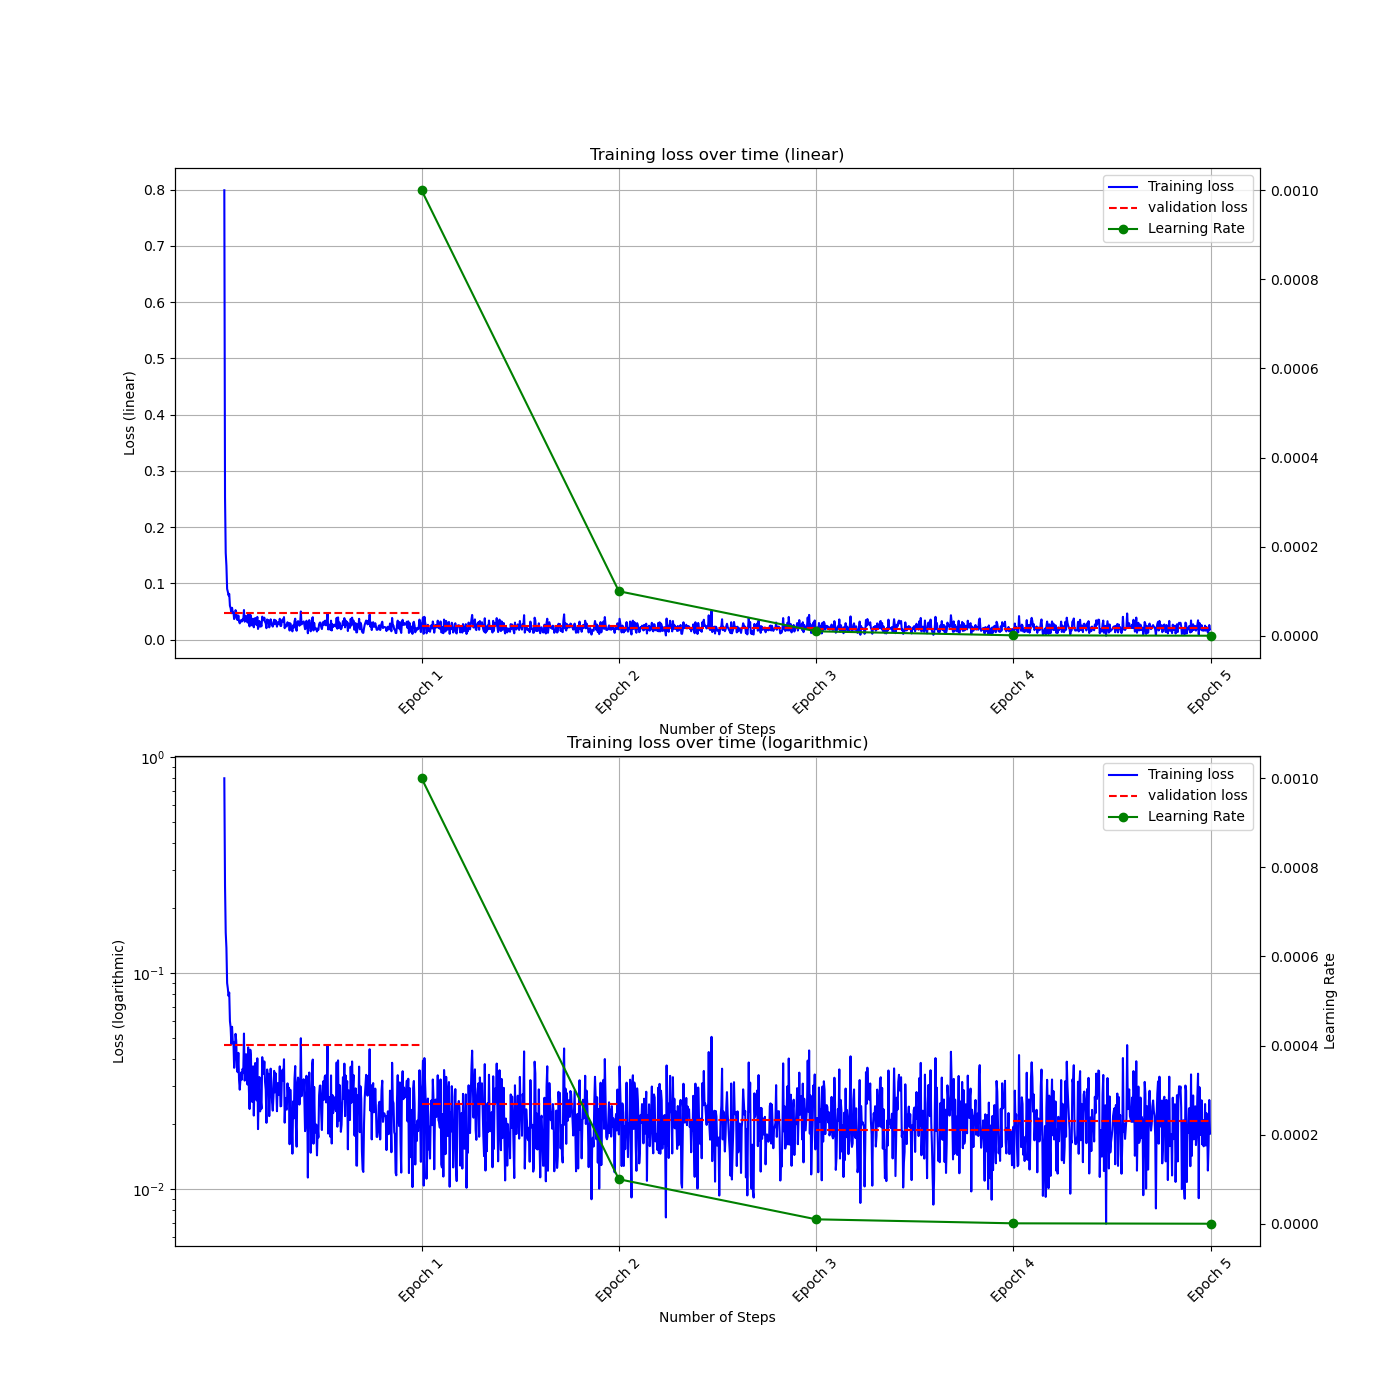 Training loss over time (linear)
Loss (linear)
0.8
0.7
0.6
0.5
0.4
0.3
0.2
0.1
0.0
Training loss
validation loss
Learning Rate
0.0010
0.0008
0.0006
0.0004
0.0002
0.0000
Epoch 1
Epoch 2
Epoch 3
Epoch 4
Epoch 5
Number of Steps
Training loss over time (logarithmic)
Loss (logarithmic)
10⁰
10⁻¹
10⁻²
Training loss
validation loss
Learning Rate
0.0010
0.0008
0.0006
0.0004
0.0002
0.0000
Learning Rate
Epoch 1
Epoch 2
Epoch 3
Epoch 4
Epoch 5
Number of Steps